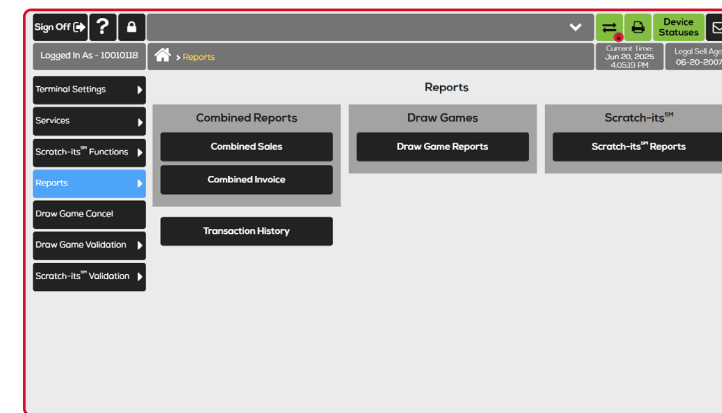 Sign Off ?
Device Statuses
Logged In As - 10010118
> Reports
Current Time:
Jun 20, 2025
4:05:19 PM
Legal Sell Age
06-20-2007
Terminal Settings
Services
Scratch-its℠ Functions
Reports
Draw Game Cancel
Draw Game Validation
Scratch-its℠ Validation
Reports
Combined Reports
Combined Sales
Combined Invoice
Transaction History
Draw Games
Draw Game Reports
Scratch-its℠
Scratch-its℠ Reports